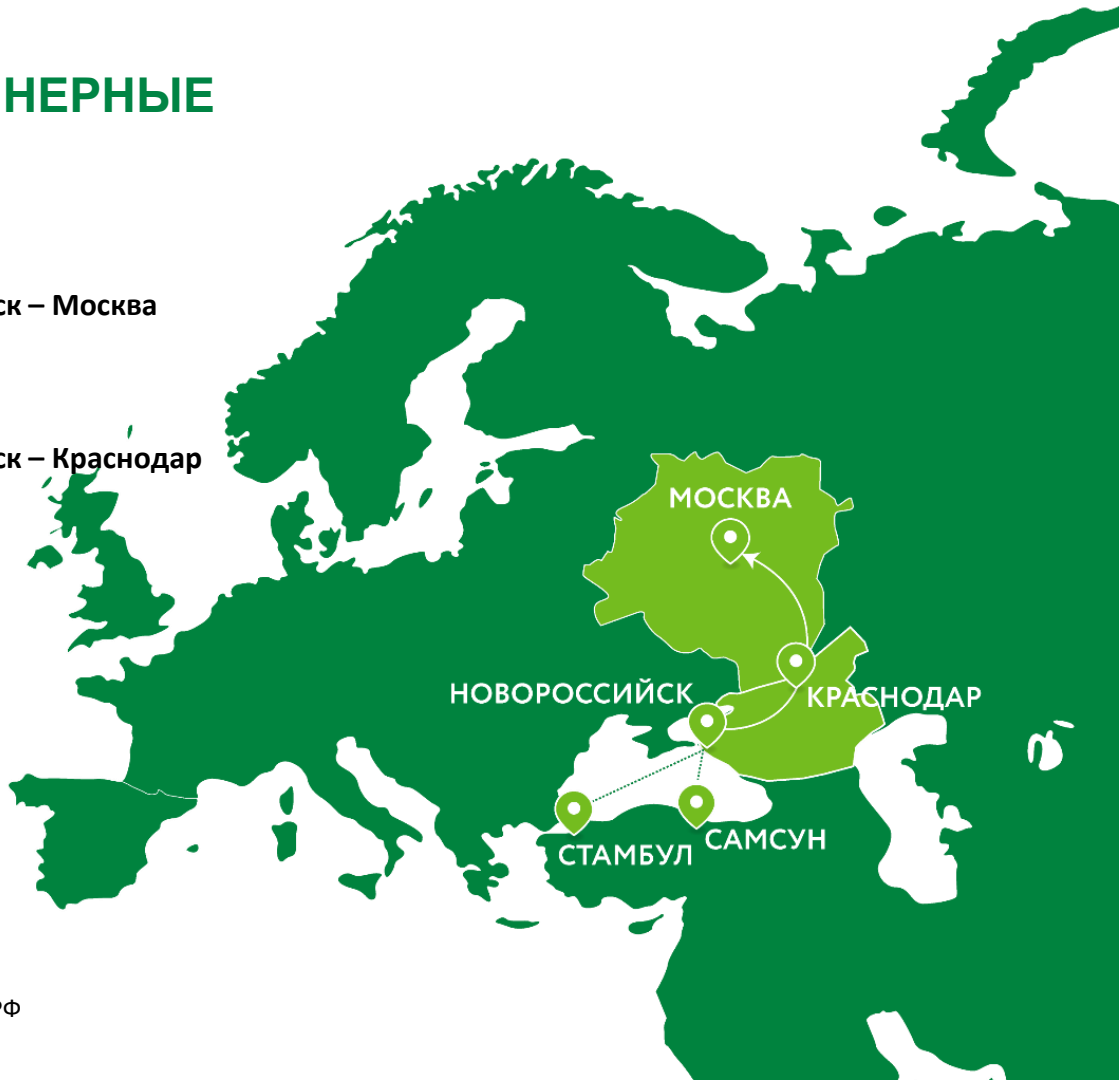 НЕРНЫЕ
ск – Москва
ск – Краснодар
МОСКВА
НОВОРОССИЙСК
КРАСНОДАР
СТАМБУЛ
САМСУН
РФ